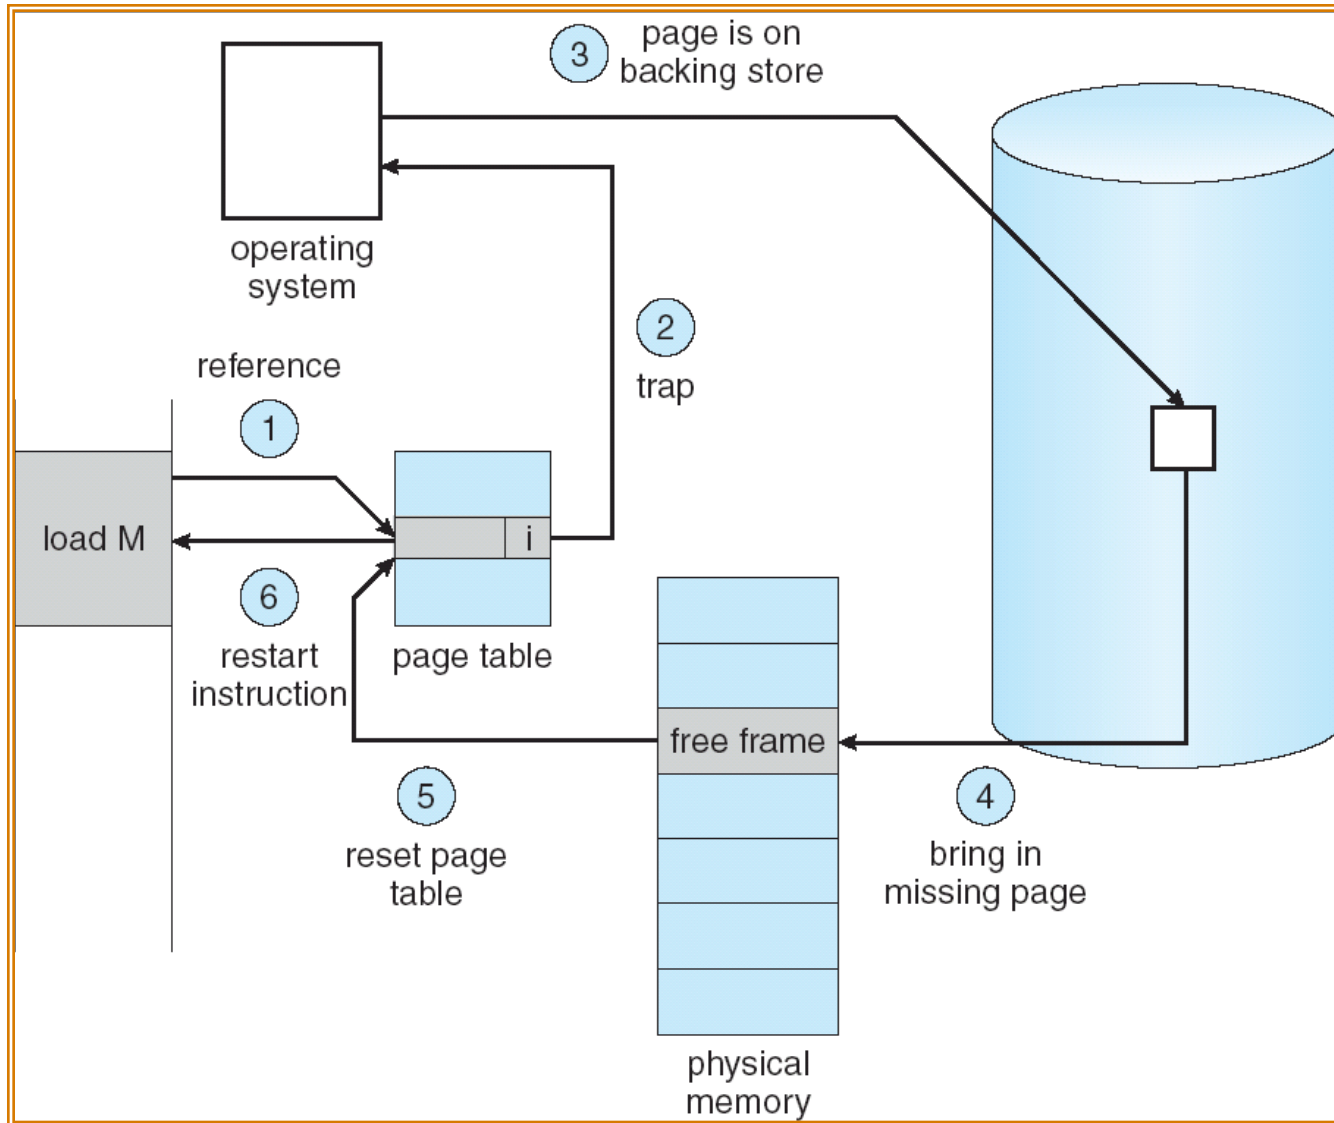 3
page is on
backing store
operating
system
2
trap
reference
1
load M
i
6
restart
instruction
page table
free frame
5
reset page
table
4
bring in
missing page
physical
memory